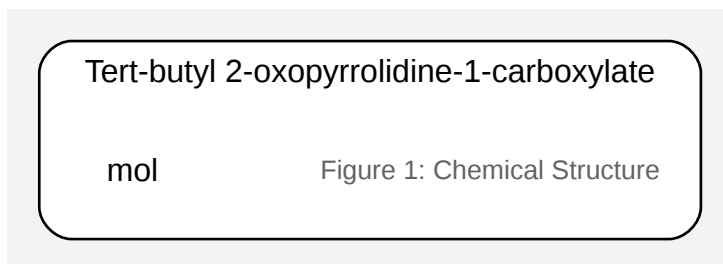 Tert-butyl 2-oxopyrrolidine-1-carboxylate
mol
Figure 1: Chemical Structure